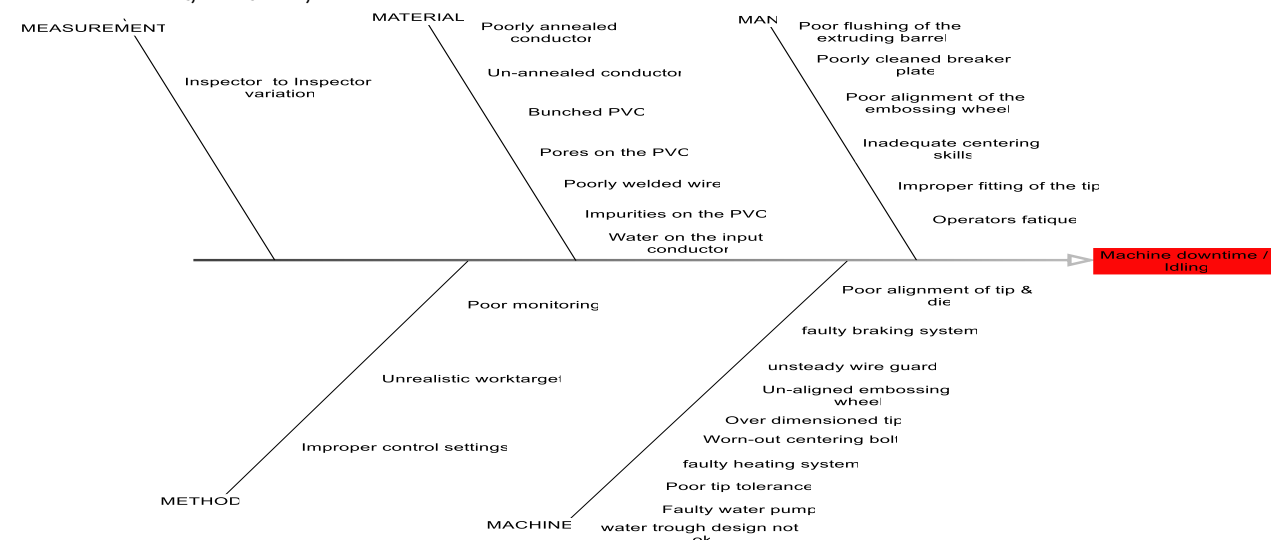 MEASUREMENT
Inspector to Inspector
variation
MATERIAL
Poorly annealed
conductor
Un-annealed conductor
Bunched PVC
Pores on the PVC
Poorly welded wire
Impurities on the PVC
Water on the input
conductor
MAN
Poor flushing of the
extruding barrel
Poorly cleaned breaker
plate
Poor alignment of the
embossing wheel
Inadequate centering
skills
Improper fitting of the tip
Operators fatique
Machine downtime /
Idling
METHOD
Poor monitoring
Unrealistic worktarget
Improper control settings
MACHINE
Poor alignment of tip &
die
faulty braking system
unsteady wire guard
Un-aligned embossing
wheel
Over dimensioned tip
Worn-out centering bolt
faulty heating system
Poor tip tolerance
Faulty water pump
water trough design not
ok